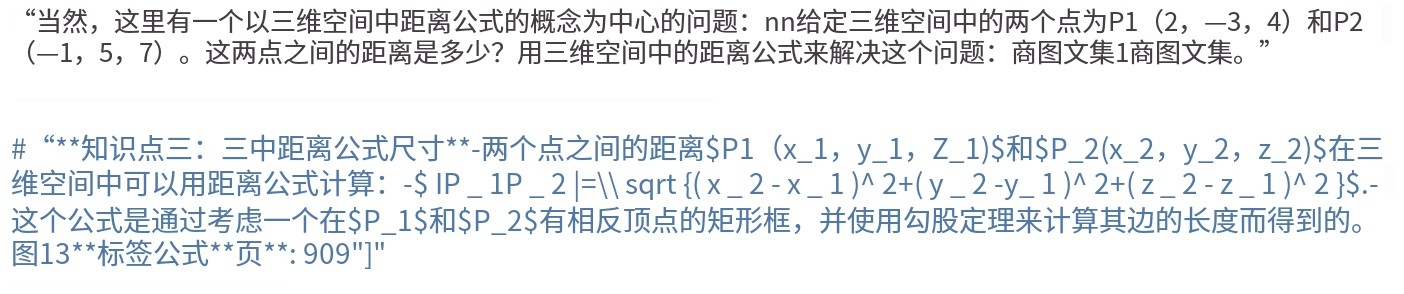 “当然，这里有一个以三维空间中距离公式的概念为中心的问题：nn给定三维空间中的两个点为P1（2，—3，4）和P2
（—1，5，7）。这两点之间的距离是多少？用三维空间中的距离公式来解决这个问题：商图文集1商图文集。”
#“**知识点三：三中距离公式尺寸**-两个点之间的距离$P1（x_1，y_1，Z_1)$和$P_2(x_2，y_2，z_2)$在三
维空间中可以用距离公式计算：-$ IP _ 1P _ 2 |=\\ sqrt {( x _ 2 - x _ 1 )^ 2+( y _ 2 -y_ 1 )^ 2+( z _ 2 - z _ 1 )^ 2 }$.-
这个公式是通过考虑一个在$P_1$和$P_2$有相反顶点的矩形框，并使用勾股定理来计算其边的长度而得到的。
图13**标签公式**页**: 909"]"